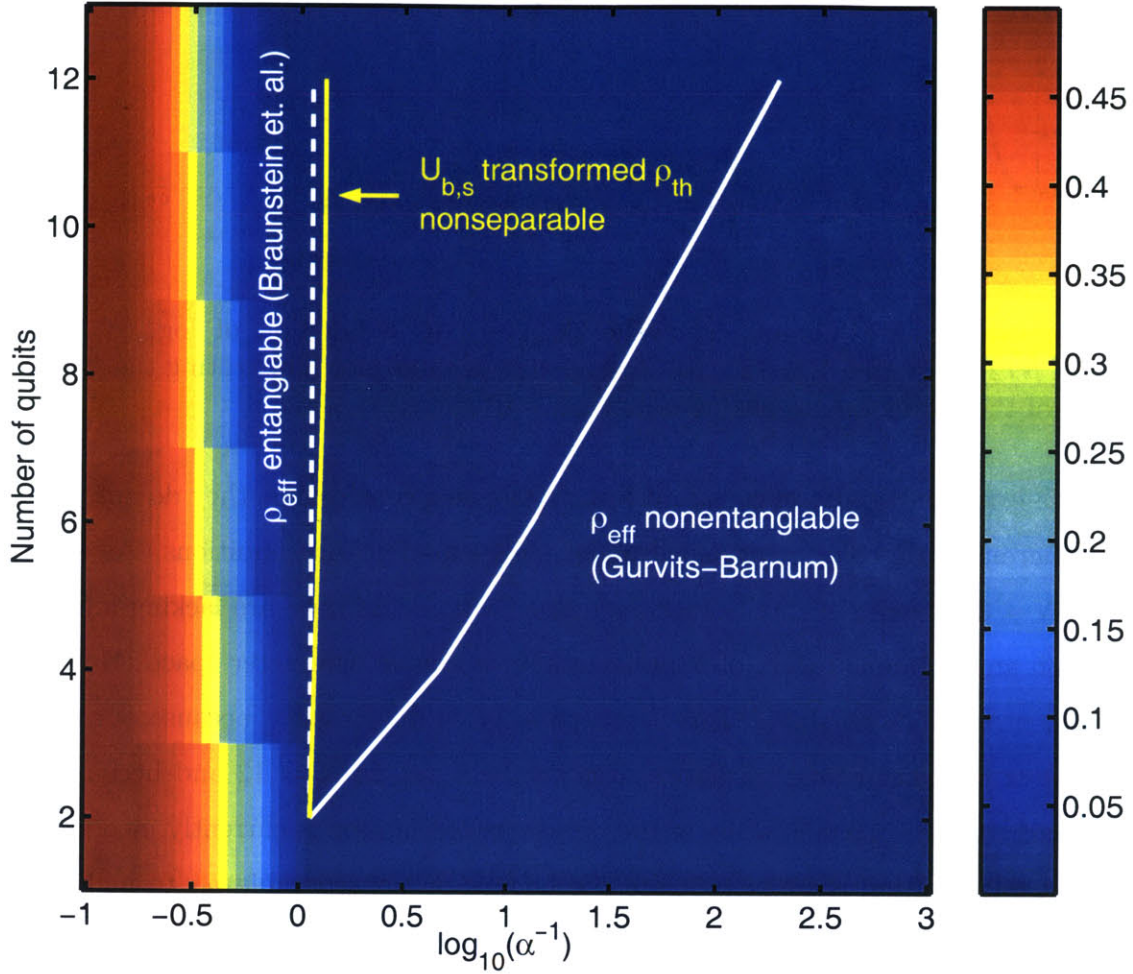 12
10
8
6
4
2
Number of qubits
ρeff entanglable (Braunstein et. al.)
Ub,s transformed ρth
nonseparable
ρeff nonentanglable
(Gurvits−Barnum)
−1 −0.5 0 0.5 1 1.5 2 2.5 3
log10(α−1)
0.45
0.4
0.35
0.3
0.25
0.2
0.15
0.1
0.05